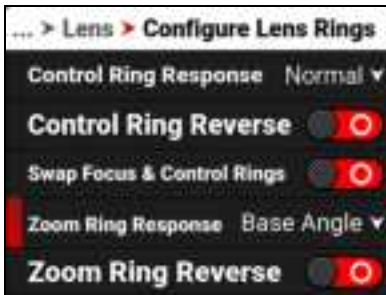 ... > Lens > Configure Lens Rings
Control Ring Response Normal
Control Ring Reverse
Swap Focus & Control Rings
Zoom Ring Response Base Angle
Zoom Ring Reverse